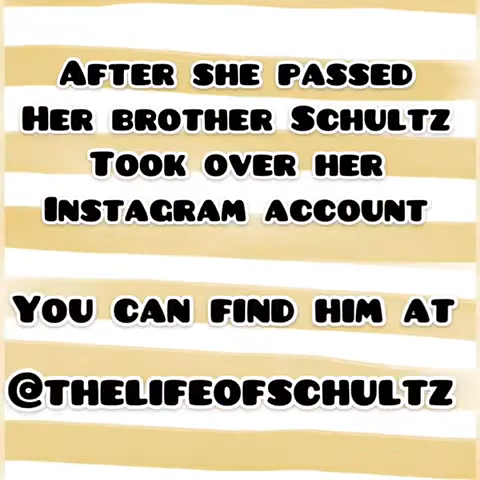 After she passed
Her brother Schultz
Took over her
Instagram account
You can find him at
@thelifeofschultz